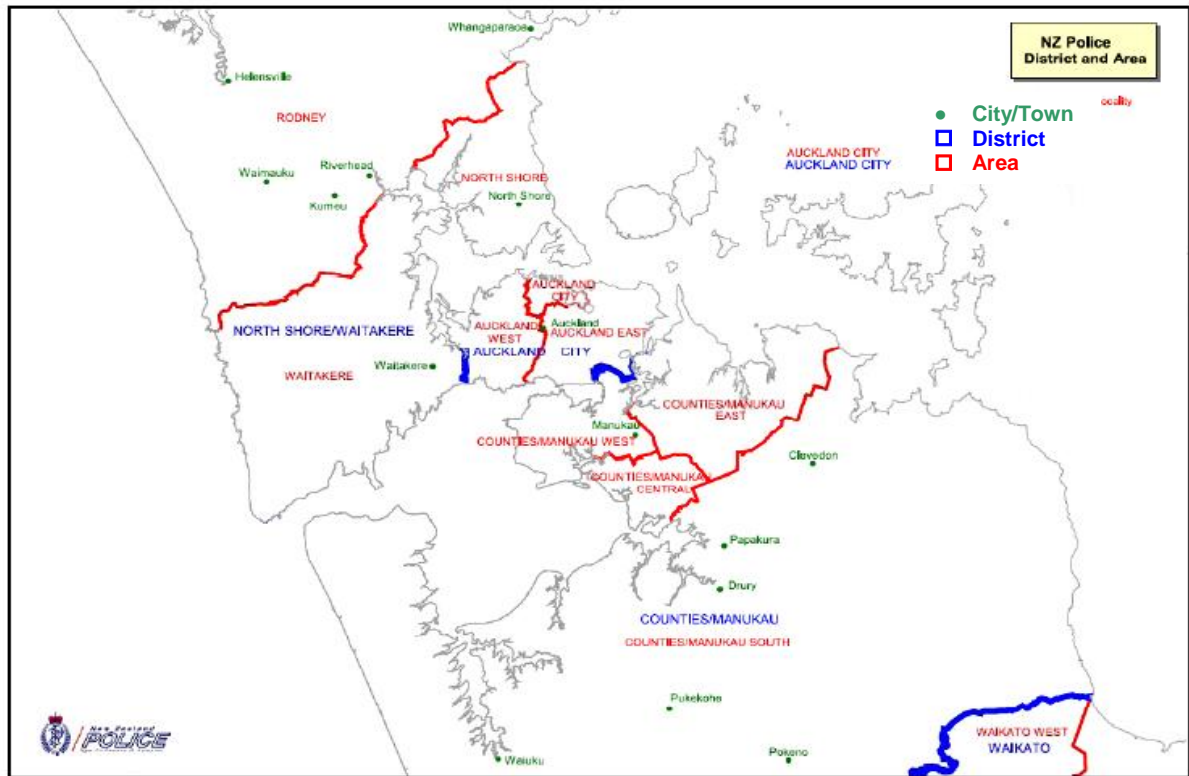 Whangaparaoa
NZ Police
District and Area
Helensville
ocality
City/Town
District
Area
RODNEY
AUCKLAND CITY
AUCKLAND CITY
Riverhead
Waimauku
NORTH SHORE
North Shore
Kumeu
AUCKLAND
CITY
NORTH SHORE/WAITAKERE
AUCKLAND
WEST
Auckland
AUCKLAND EAST
AUCKLAND CITY
Waitakere
WAITAKERE
COUNTIES/MANUKAU
EAST
Manukau
COUNTIES/MANUKAU WEST
Clevedon
COUNTIES/MANUKAU
CENTRAL
Papakura
Drury
COUNTIES/MANUKAU
COUNTIES/MANUKAU SOUTH
Pukekohe
WAIKATO WEST
WAIKATO
New Zealand
POLICE
Waiuku
Pokeno